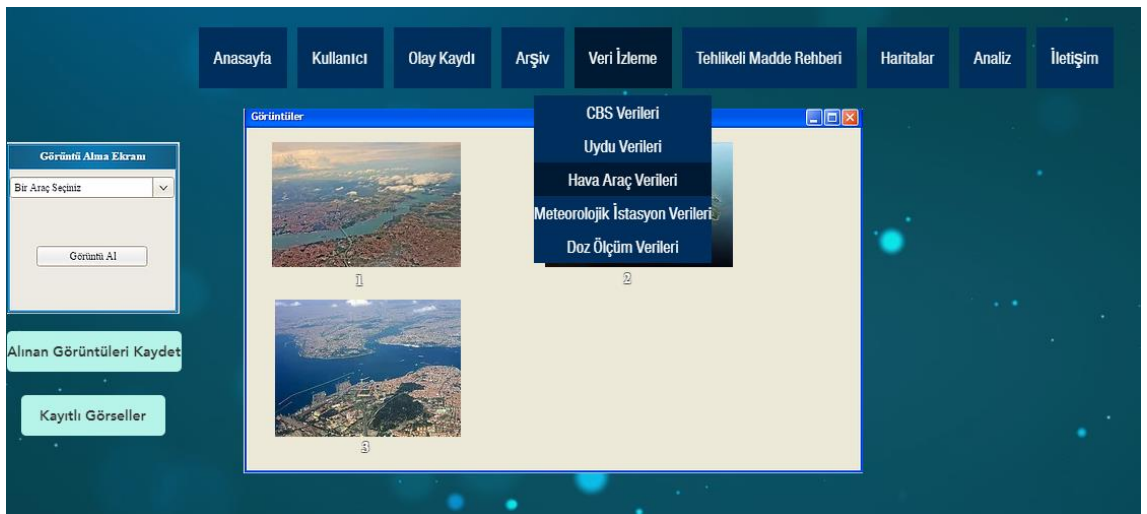 Anasayfa
Kullanıcı
Olay Kaydı
Arşiv
Veri İzleme
Tehlikeli Madde Rehberi
Haritalar
Analiz
İletişim
CBS Verileri
Uydu Verileri
Hava Araç Verileri
Meteorolojik İstasyon Verileri
Doz Ölçüm Verileri
Görüntü Alma Ekranı
Bir Araç Seçiniz
Görüntü Al
Alınan Görüntüleri Kaydet
Kayıtlı Görseller
Görüntüler
1
2
3